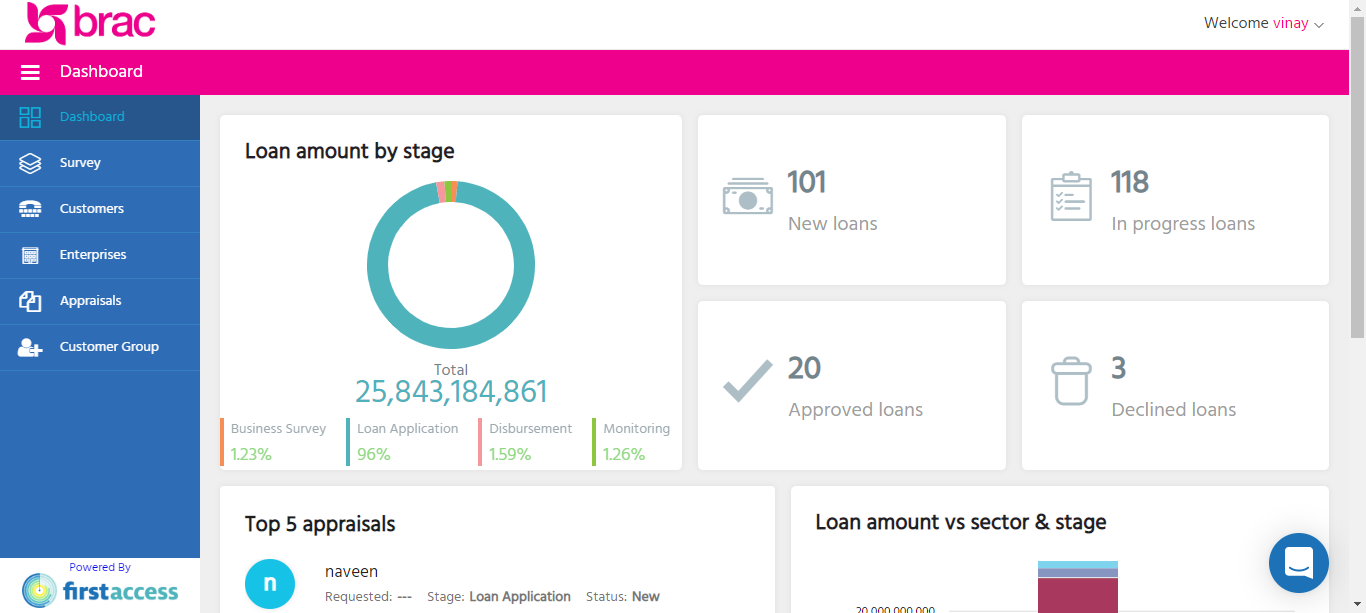 brac
Welcome vinay
Dashboard
Dashboard
Survey
Customers
Enterprises
Appraisals
Customer Group
Powered By
firstaccess
Loan amount by stage
Total
25,843,184,861
Business Survey
1.23%
Loan Application
96%
Disbursement
1.59%
Monitoring
1.26%
101
New loans
118
In progress loans
20
Approved loans
3
Declined loans
Top 5 appraisals
n
naveen
Requested: --- Stage: Loan Application Status: New
Loan amount vs sector & stage
20,000,000,000